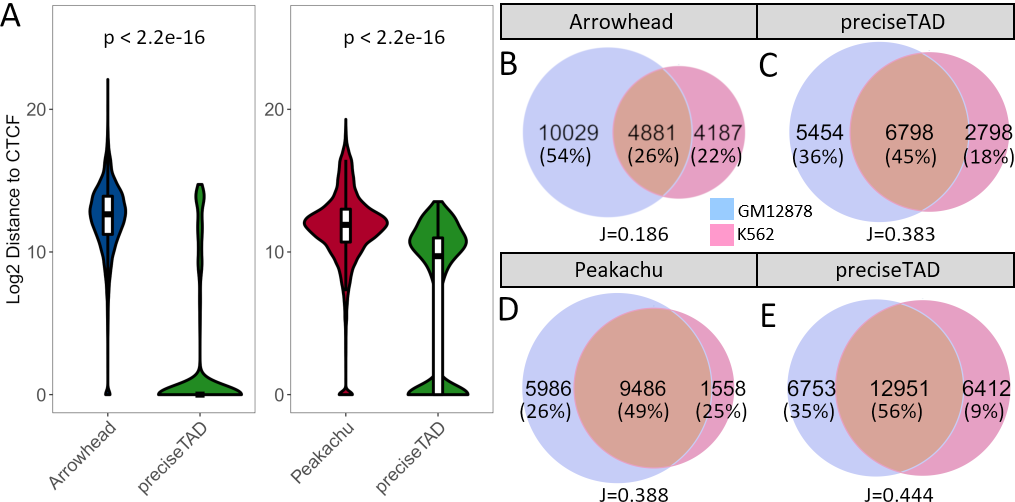 A
p < 2.2e-16
p < 2.2e-16
Log2 Distance to CTCF
20
10
0
20
10
0
Arrowhead
preciseTAD
Peakachu
preciseTAD
Arrowhead
preciseTAD
B
10029
(54%)
4881
(26%)
4187
(22%)
J=0.186
C
5454
(36%)
6798
(45%)
2798
(18%)
J=0.383
GM12878
K562
Peakachu
preciseTAD
D
5986
(26%)
9486
(49%)
1558
(25%)
J=0.388
E
6753
(35%)
12951
(56%)
6412
(9%)
J=0.444